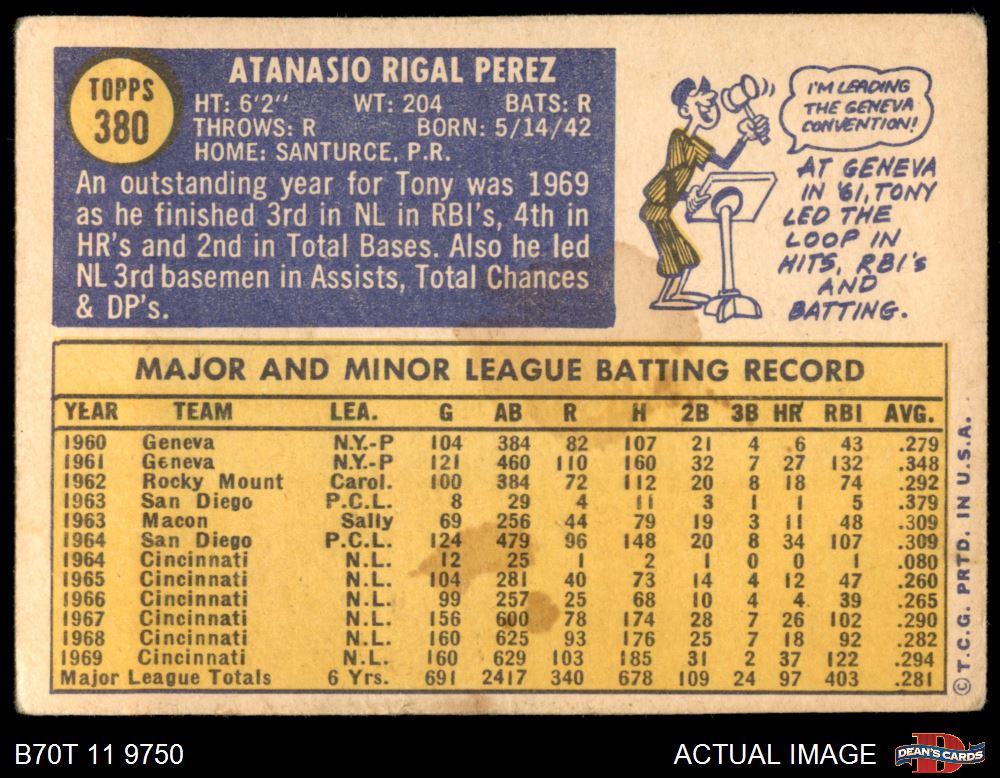 TOPPS
380
ATANASIO RIGAL PEREZ
HT: 6'2'' WT: 204 BATS: R
THROWS: R BORN: 5/14/42
HOME: SANTURCE, P.R.
An outstanding year for Tony was 1969
as he finished 3rd in NL in RBI's, 4th in
HR's and 2nd in Total Bases. Also he led
NL 3rd basemen in Assists, Total Chances
& DP's.
I'M LEADING
THE GENEVA
CONVENTION!
AT GENEVA
IN '61, TONY
LED THE
LOOP IN
HITS, RBI's
AND
BATTING.
MAJOR AND MINOR LEAGUE BATTING RECORD
YEAR TEAM LEA. G AB R H 2B 3B HR RBI AVG.
1960 Geneva N.Y.-P 104 384 82 107 21 4 6 43 .279
1961 Geneva N.Y.-P 121 460 110 160 32 7 27 132 .348
1962 Rocky Mount Carol. 100 384 72 112 20 8 18 74 .292
1963 San Diego P.C.L. 8 29 4 11 3 1 1 5 .379
1963 Macon Sally 69 256 44 79 19 3 11 48 .309
1964 San Diego P.C.L. 124 479 96 148 20 8 34 107 .309
1964 Cincinnati N.L. 12 25 1 2 1 0 0 1 .080
1965 Cincinnati N.L. 104 281 40 73 14 4 12 47 .260
1966 Cincinnati N.L. 99 257 25 68 10 4 4 39 .265
1967 Cincinnati N.L. 156 600 78 174 28 7 26 102 .290
1968 Cincinnati N.L. 160 625 93 176 25 7 18 92 .282
1969 Cincinnati N.L. 160 629 103 185 31 2 37 122 .294
Major League Totals 6 Yrs. 691 2417 340 678 109 24 97 403 .281
© T.C.G. PRTD. IN U.S.A.
B70T 11 9750
ACTUAL IMAGE
DEAN'S CARDS